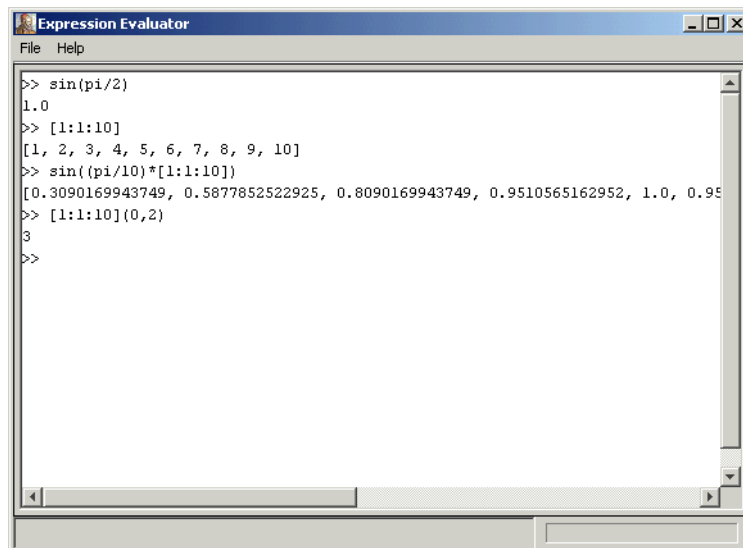 Expression Evaluator
File Help
>> sin(pi/2)
1.0
>> [1:1:10]
[1, 2, 3, 4, 5, 6, 7, 8, 9, 10]
>> sin((pi/10)*[1:1:10])
[0.3090169943749, 0.5877852522925, 0.8090169943749, 0.9510565162952, 1.0, 0.95
>> [1:1:10](0,2)
3
>>